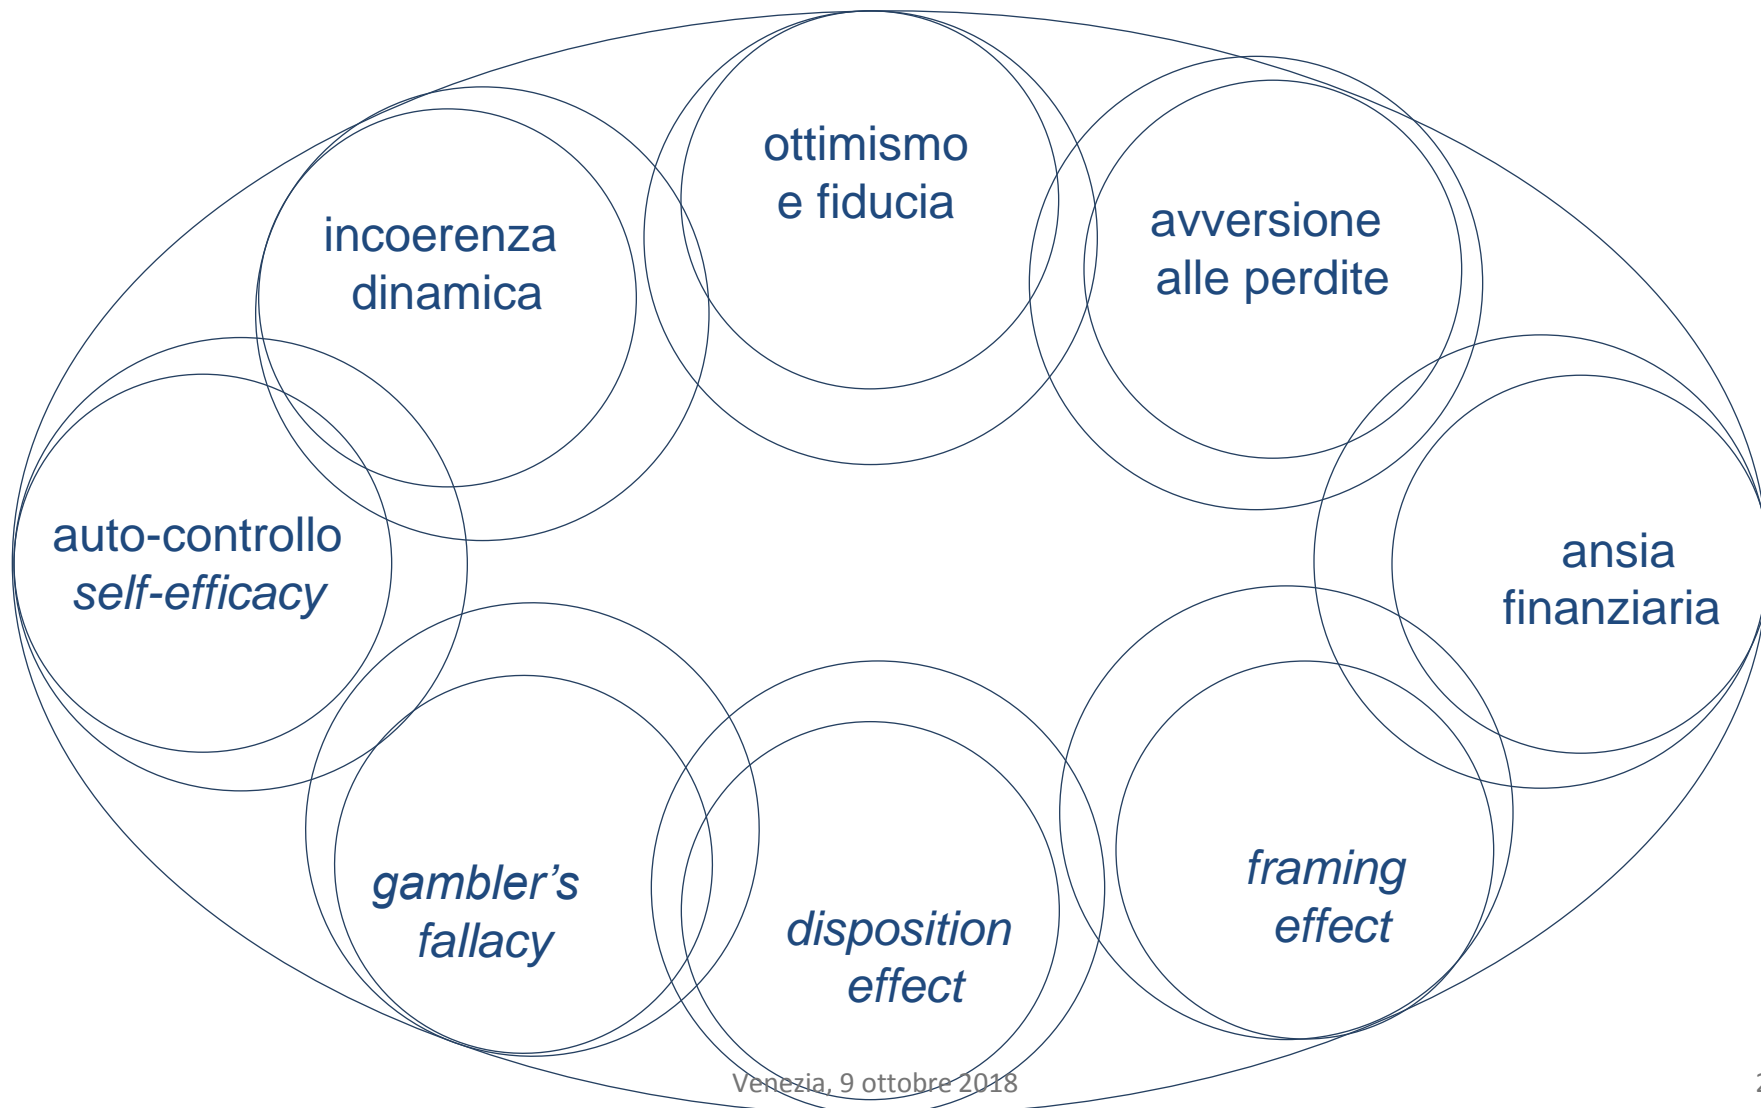 ottimismo
e fiducia
avversione
alle perdite
incoerenza
dinamica
auto-controllo
self-efficacy
ansia
finanziaria
gambler's
fallacy
disposition
effect
framing
effect
Venezia, 9 ottobre 2018
2